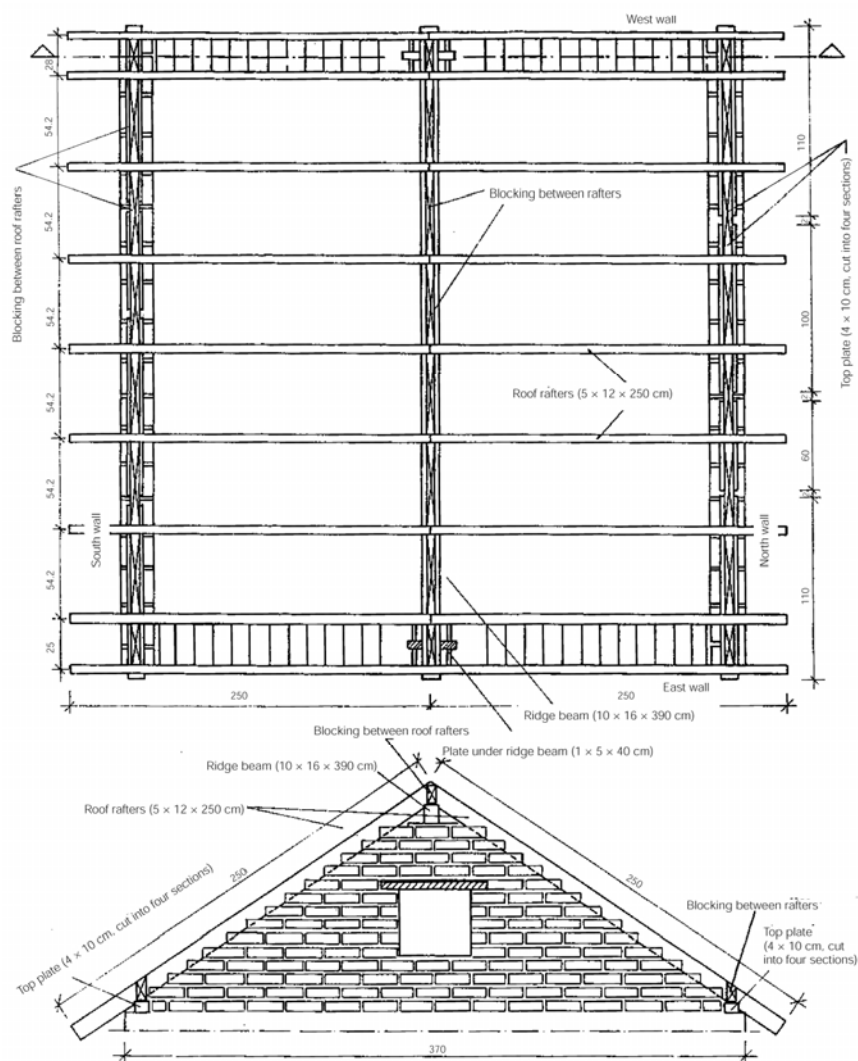 West wall
28
54.2
54.2
54.2
54.2
54.2
54.2
25
Blocking between roof rafters
Blocking between rafters
Roof rafters (5 × 12 × 250 cm)
South wall
North wall
110
100
60
110
Top plate (4 × 10 cm, cut into four sections)
East wall
250
250
Ridge beam (10 × 16 × 390 cm)
Blocking between roof rafters
Plate under ridge beam (1 × 5 × 40 cm)
Ridge beam (10 × 16 × 390 cm)
Roof rafters (5 × 12 × 250 cm)
250
250
Top plate (4 × 10 cm, cut into four sections)
Blocking between rafters
Top plate
(4 × 10 cm, cut
into four sections)
370